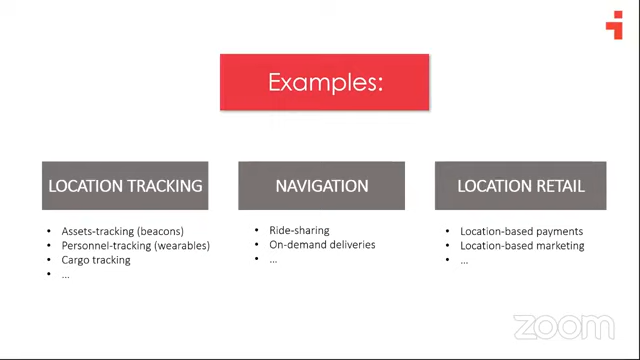 Examples:
LOCATION TRACKING
• Assets-tracking (beacons)
• Personnel-tracking (wearables)
• Cargo tracking
• ...
NAVIGATION
• Ride-sharing
• On-demand deliveries
• ...
LOCATION RETAIL
• Location-based payments
• Location-based marketing
• ...
zoom